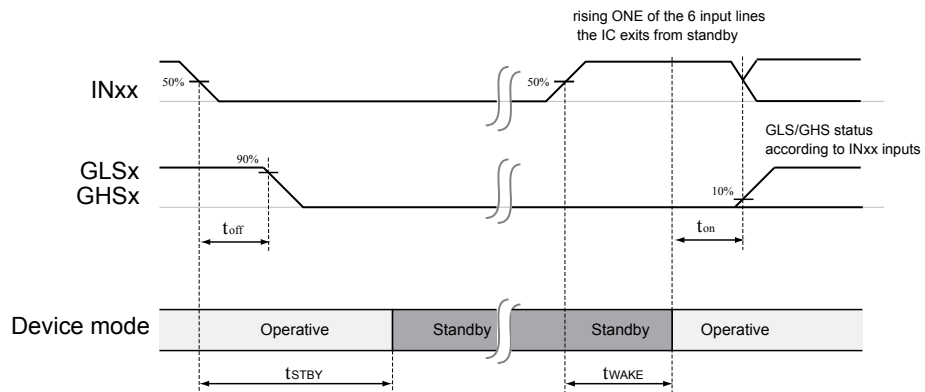 rising ONE of the 6 input lines
the IC exits from standby
INxx
50%
50%
GLS/GHS status
according to INxx inputs
GLSx
GHSx
90%
10%
toff
ton
Device mode
Operative
Standby
Standby
Operative
tSTBY
tWAKE